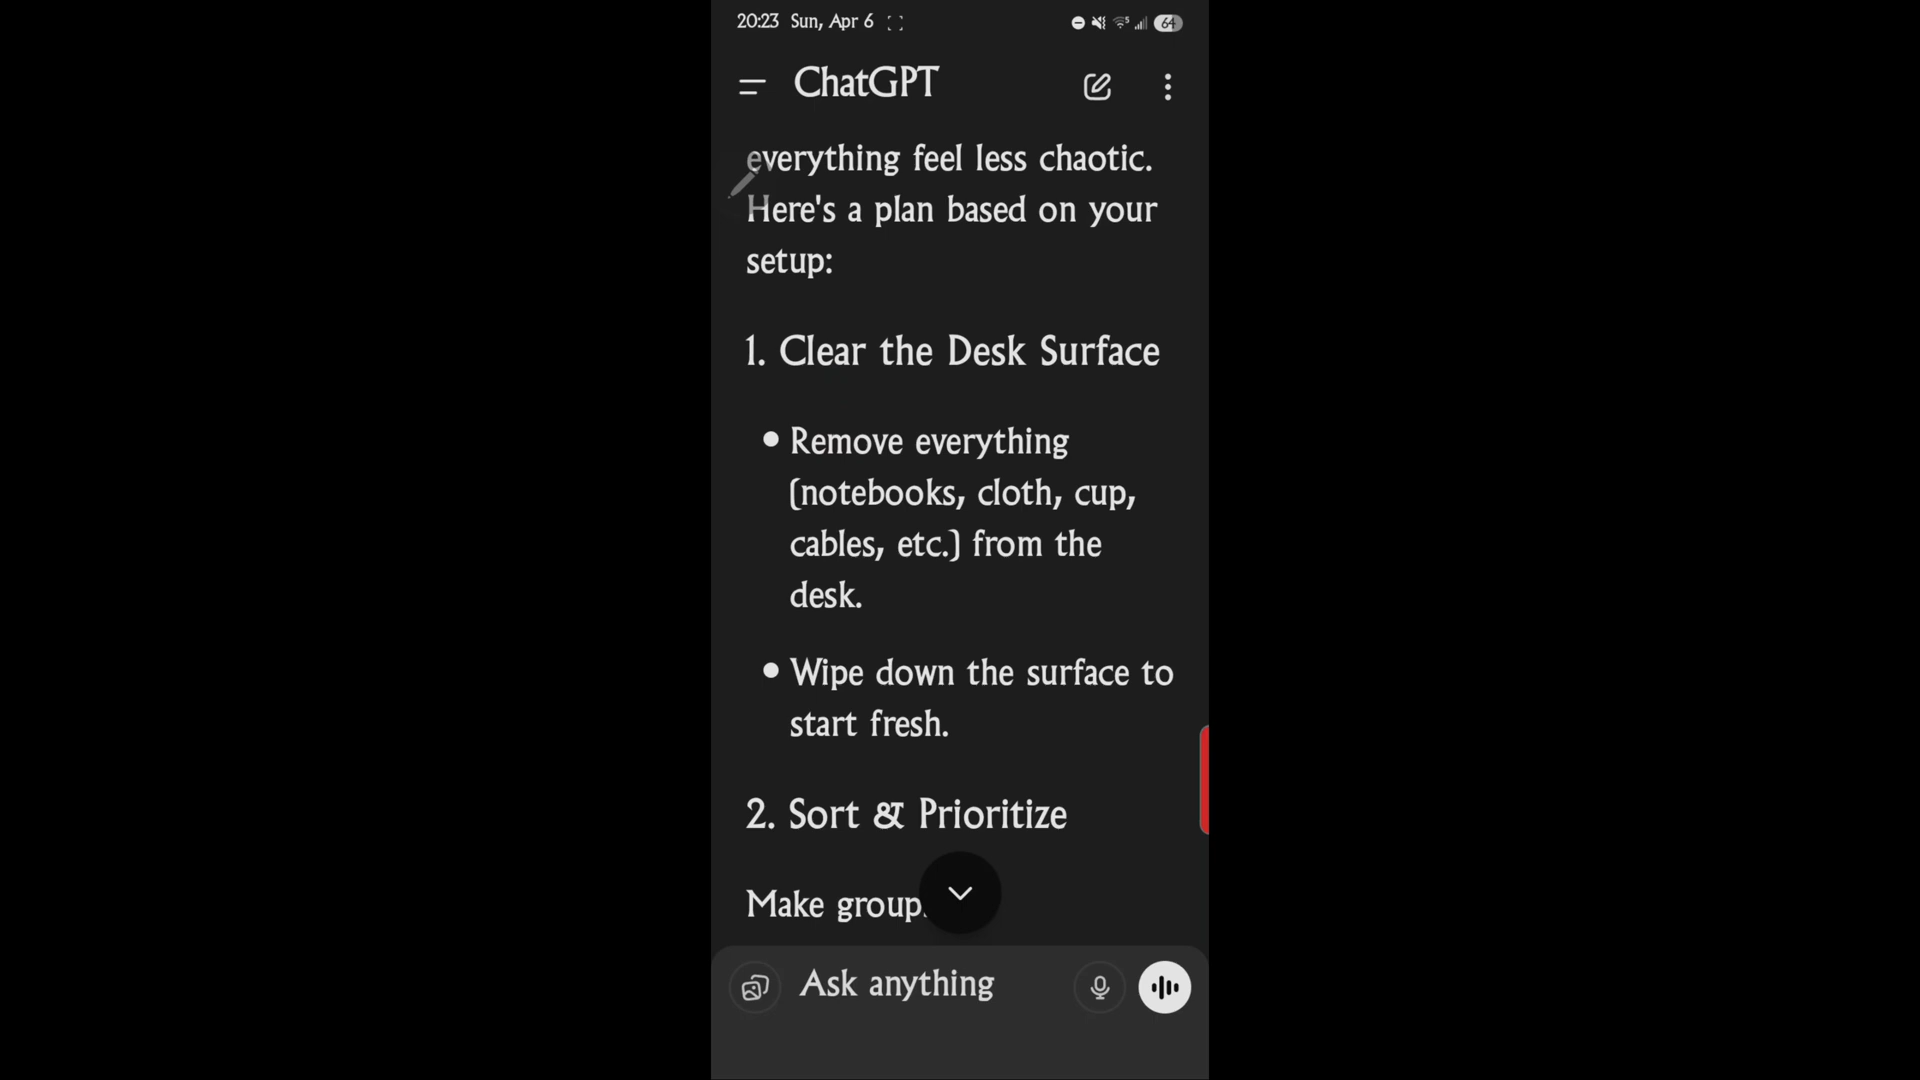 20:23 Sun, Apr 6 64
ChatGPT
everything feel less chaotic.
Here's a plan based on your
setup:
1. Clear the Desk Surface
• Remove everything
(notebooks, cloth, cup,
cables, etc.) from the
desk.
• Wipe down the surface to
start fresh.
2. Sort & Prioritize
Make group
Ask anything